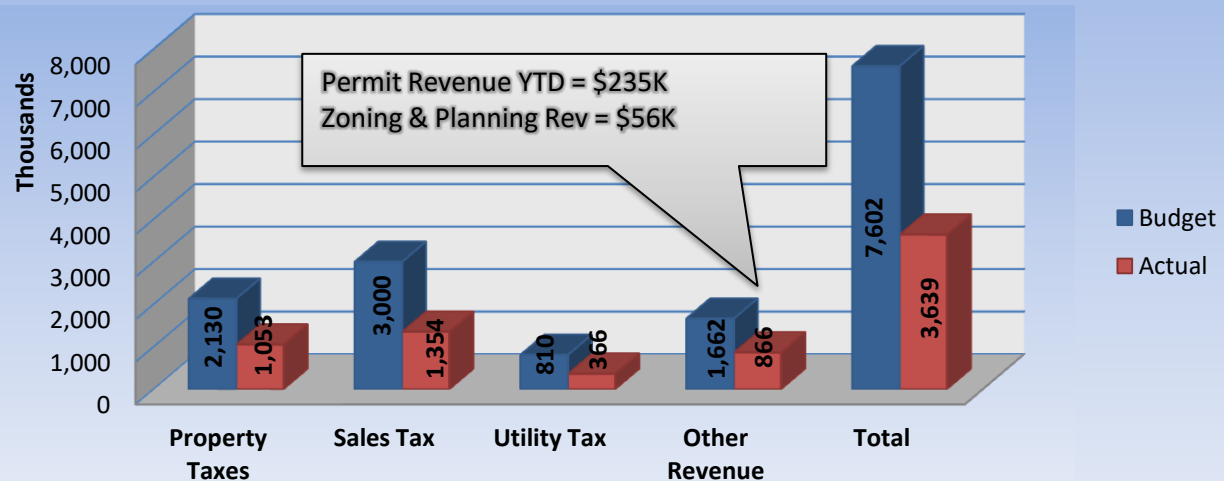 Thousands
8,000
7,000
6,000
5,000
4,000
3,000
2,000
1,000
0
Permit Revenue YTD = $235K
Zoning & Planning Rev = $56K
2,130
1,053
3,000
1,354
810
366
1,662
866
7,602
3,639
Property
Taxes
Sales Tax
Utility Tax
Other
Revenue
Total
Budget
Actual